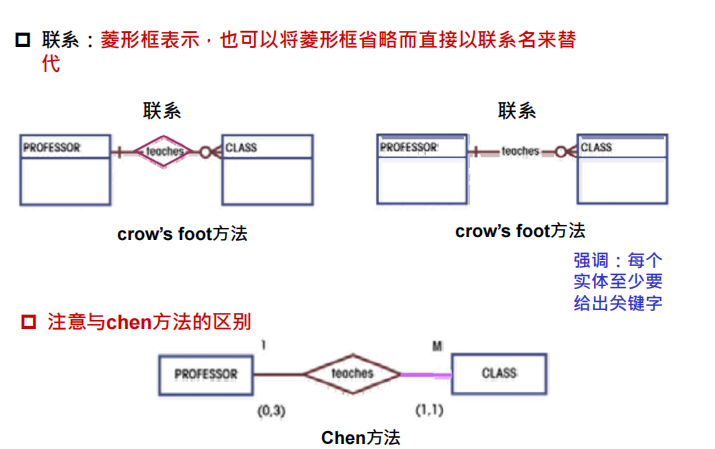 联系：菱形框表示，也可以将菱形框省略而直接以联系名来替
代
联系
联系
PROFESSOR teaches CLASS
PROFESSOR teaches CLASS
crow's foot方法
crow's foot方法
强调：每个
实体至少要
给出关键字
注意与chen方法的区别
1 M
PROFESSOR teaches CLASS
(0,3) (1,1)
Chen方法